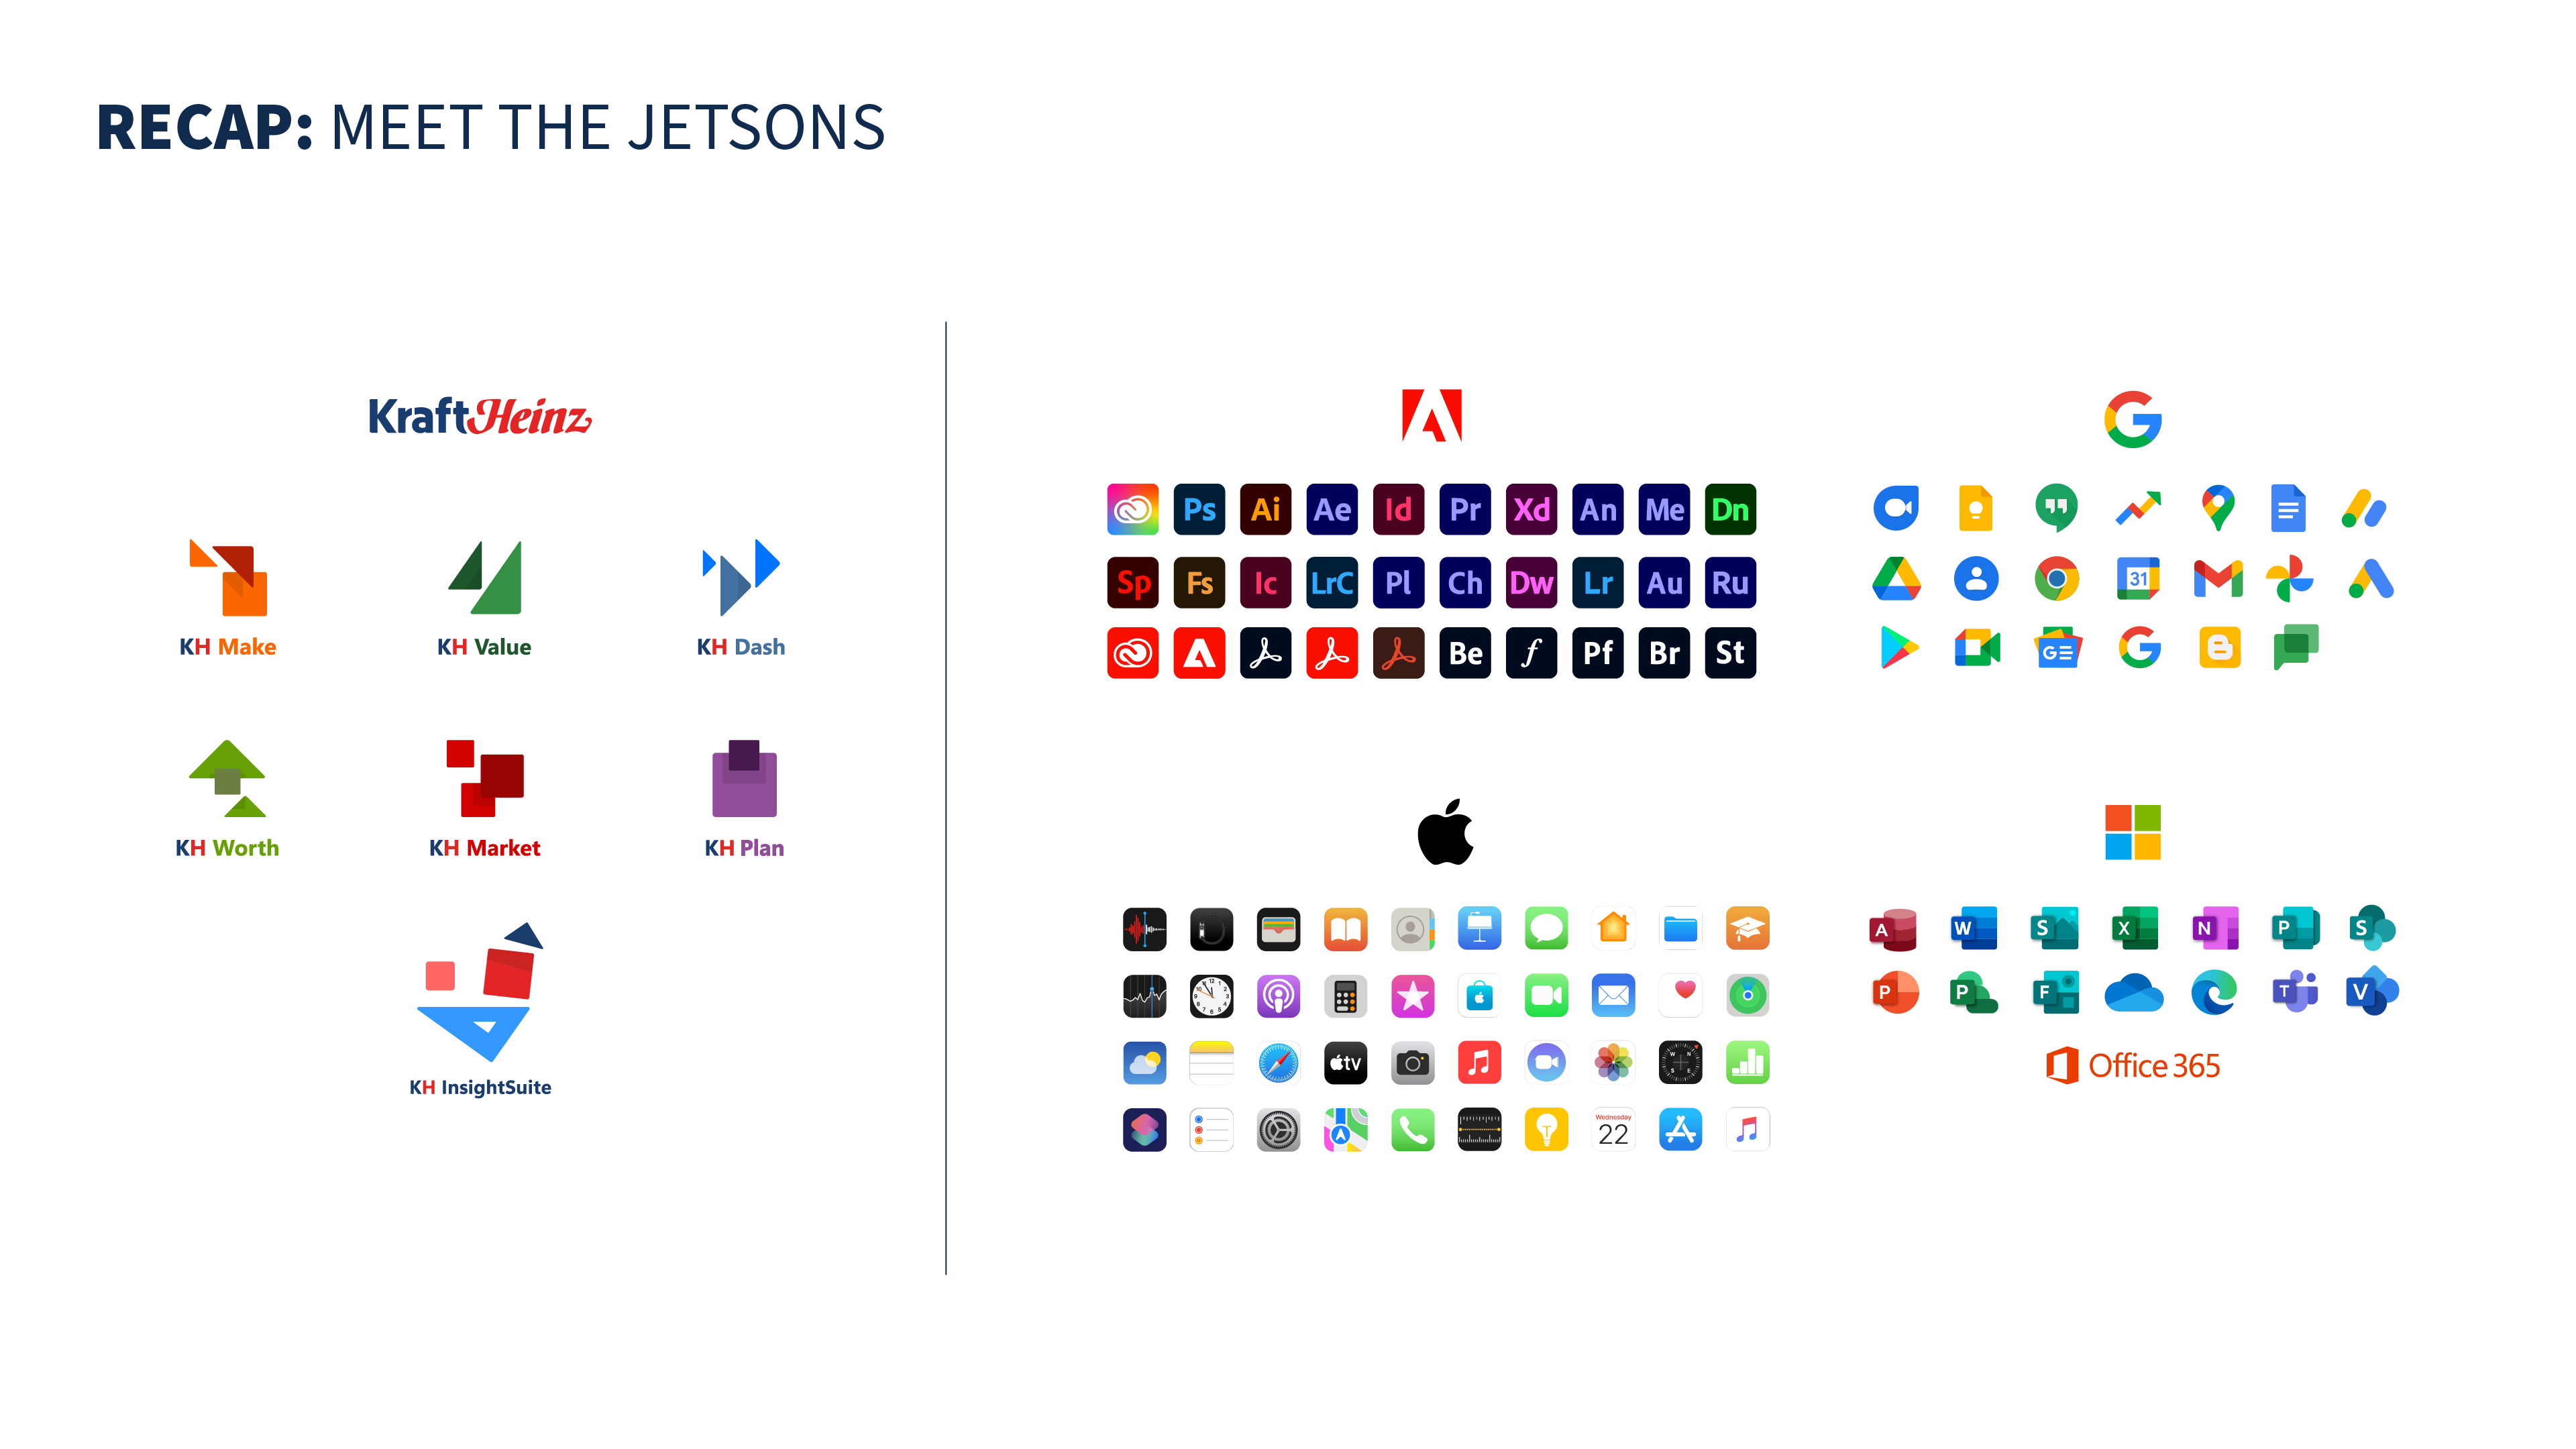 RECAP: MEET THE JETSONS
KraftHeinz
KH Make
KH Value
KH Dash
KH Worth
KH Market
KH Plan
KH InsightSuite
Ps Ai Ae Id Pr Xd An Me Dn
Sp Fs Ic LrC Pl Ch Dw Lr Au Ru
Be f Pf Br St
31
GE
tv
Wednesday
22
A W S X N P S
P P F T V
Office 365